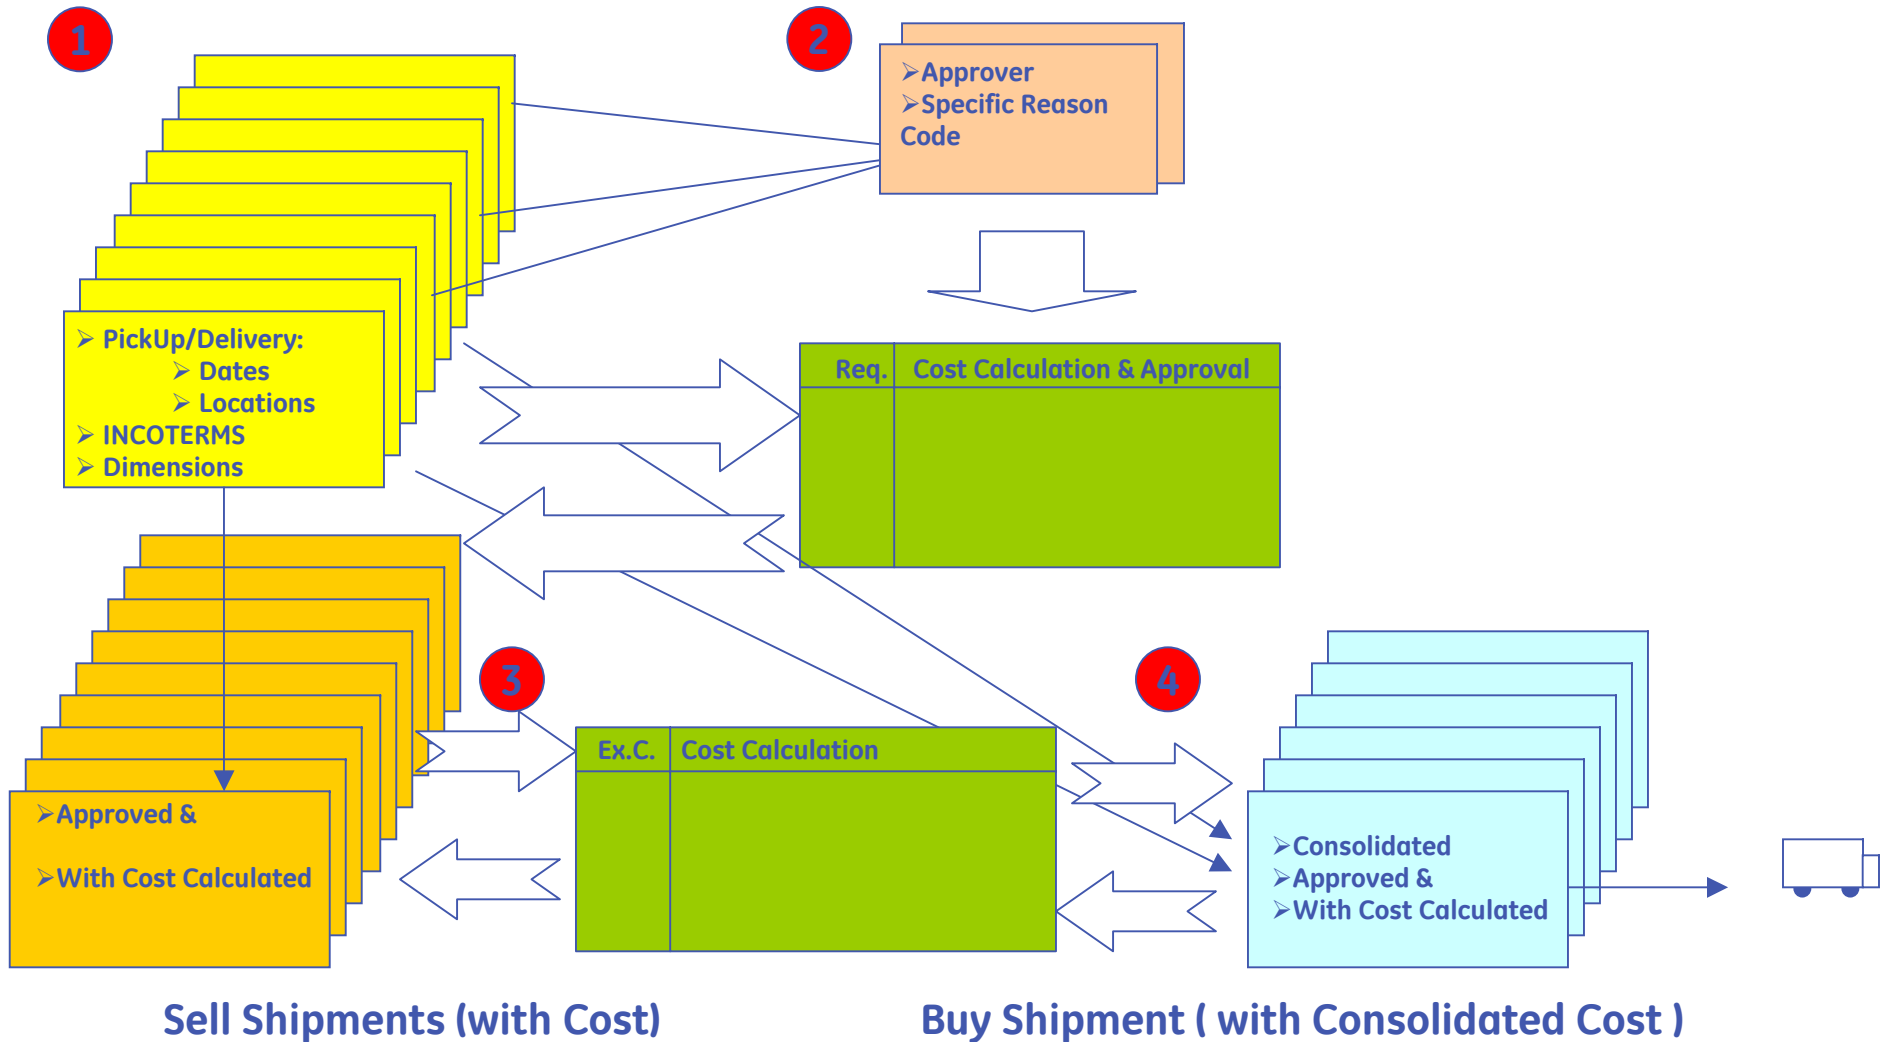 1
2
➢Approver
➢Specific Reason
Code
➢ PickUp/Delivery:
➢ Dates
➢ Locations
➢ INCOTERMS
➢ Dimensions
Req. Cost Calculation & Approval
3
4
Ex.C. Cost Calculation
➢Approved &
➢With Cost Calculated
➢Consolidated
➢Approved &
➢With Cost Calculated
Sell Shipments (with Cost)
Buy Shipment ( with Consolidated Cost )